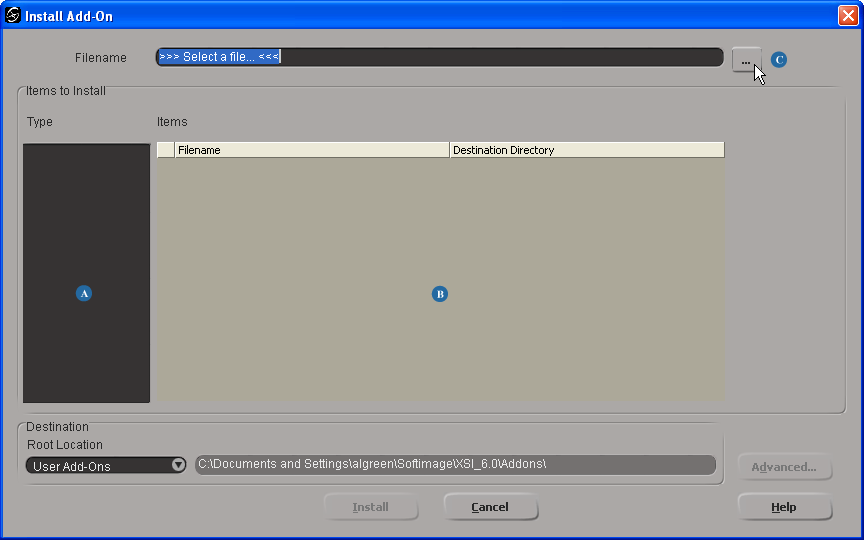 Install Add-On
Filename >>> Select a file... <<< ... C
Items to Install
Type Items
Filename Destination Directory
A B
Destination
Root Location
User Add-Ons C:\Documents and Settings\algreen\Softimage\XSI_6.0\Addons\ Advanced...
Install Cancel Help